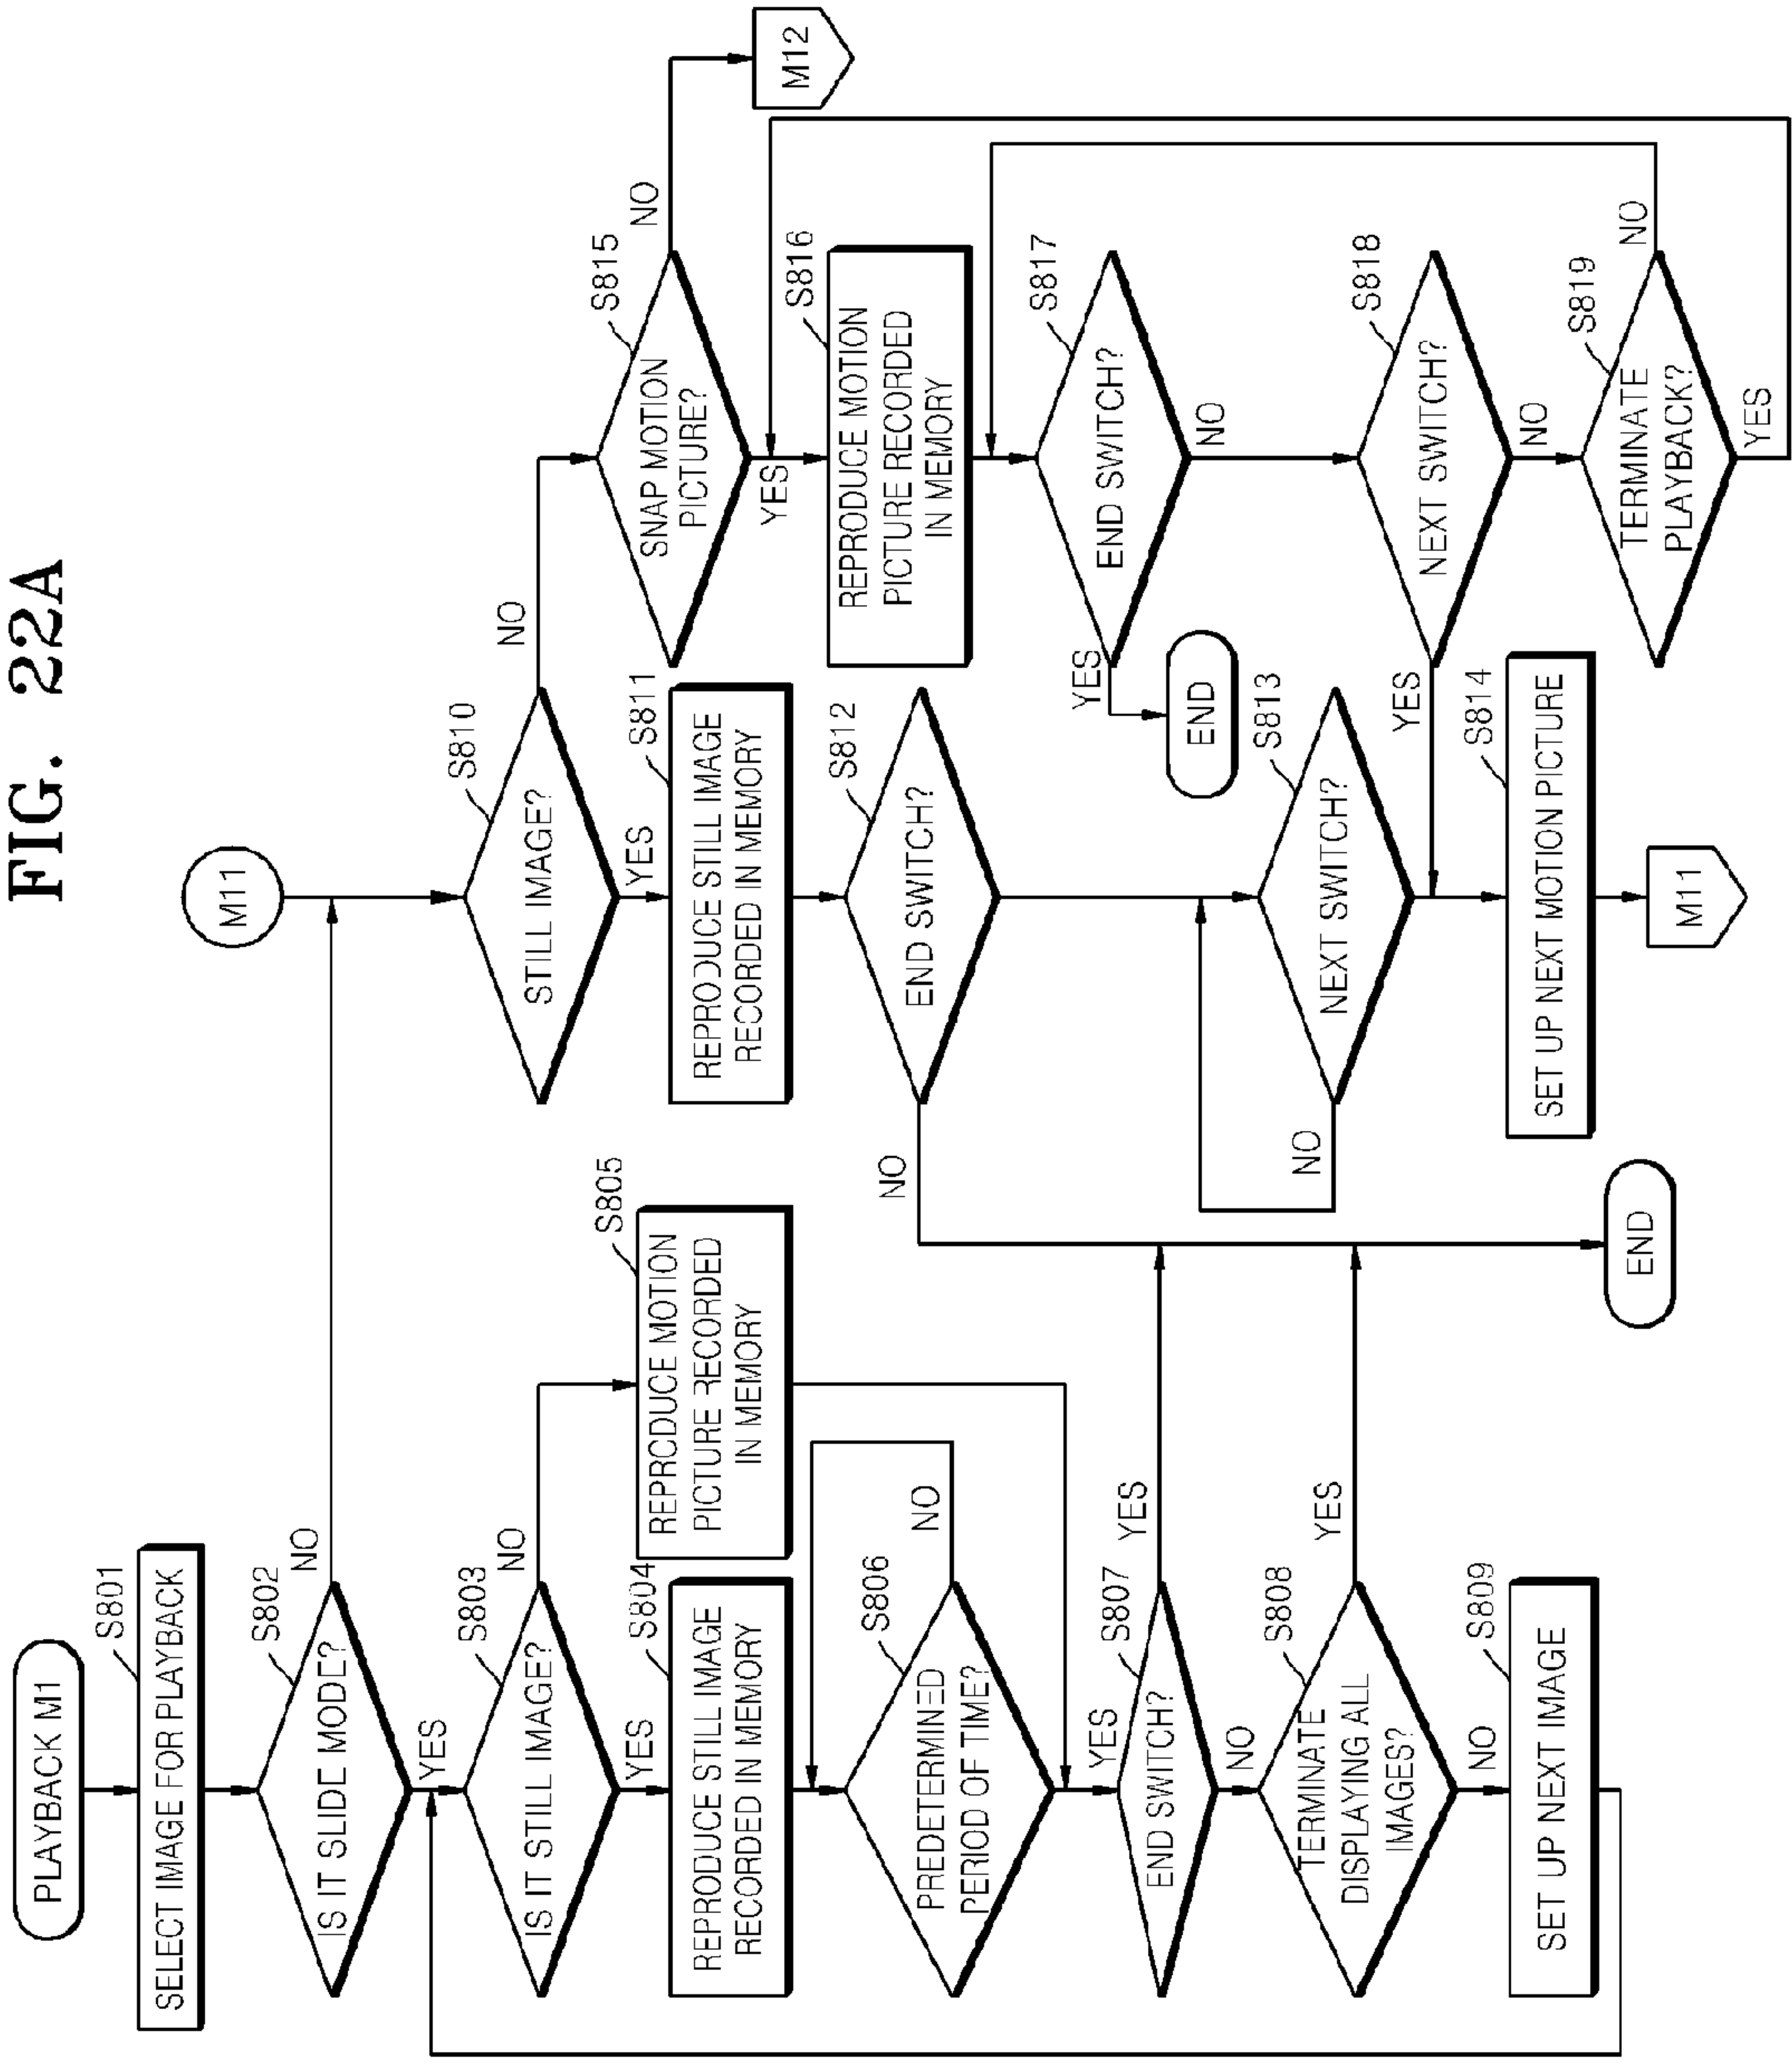 FIG. 22A
PLAYBACK M1
S801
SELECT IMAGE FOR PLAYBACK
S802
IS IT SLIDE MODE?
NO
YES
S803
IS IT STILL IMAGE?
NO
YES
S804
REPRODUCE STILL IMAGE
RECORDED IN MEMORY
S805
REPRODUCE MOTION
PICTURE RECORDED
IN MEMORY
S806
PREDETERMINED
PERIOD OF TIME?
NO
YES
S807
END SWITCH?
YES
NO
S808
TERMINATE
DISPLAYING ALL
IMAGES?
YES
NO
S809
SET UP NEXT IMAGE
M11
S810
STILL IMAGE?
NO
YES
S811
REPRODUCE STILL IMAGE
RECORDED IN MEMORY
S812
END SWITCH?
NO
S813
NEXT SWITCH?
NO
S814
SET UP NEXT MOTION PICTURE
M11
END
S815
SNAP MOTION
PICTURE?
NO
M12
YES
S816
REPRODUCE MOTION
PICTURE RECORDED
IN MEMORY
S817
END SWITCH?
YES
END
NO
S818
NEXT SWITCH?
YES
NO
S819
TERMINATE
PLAYBACK?
NO
YES